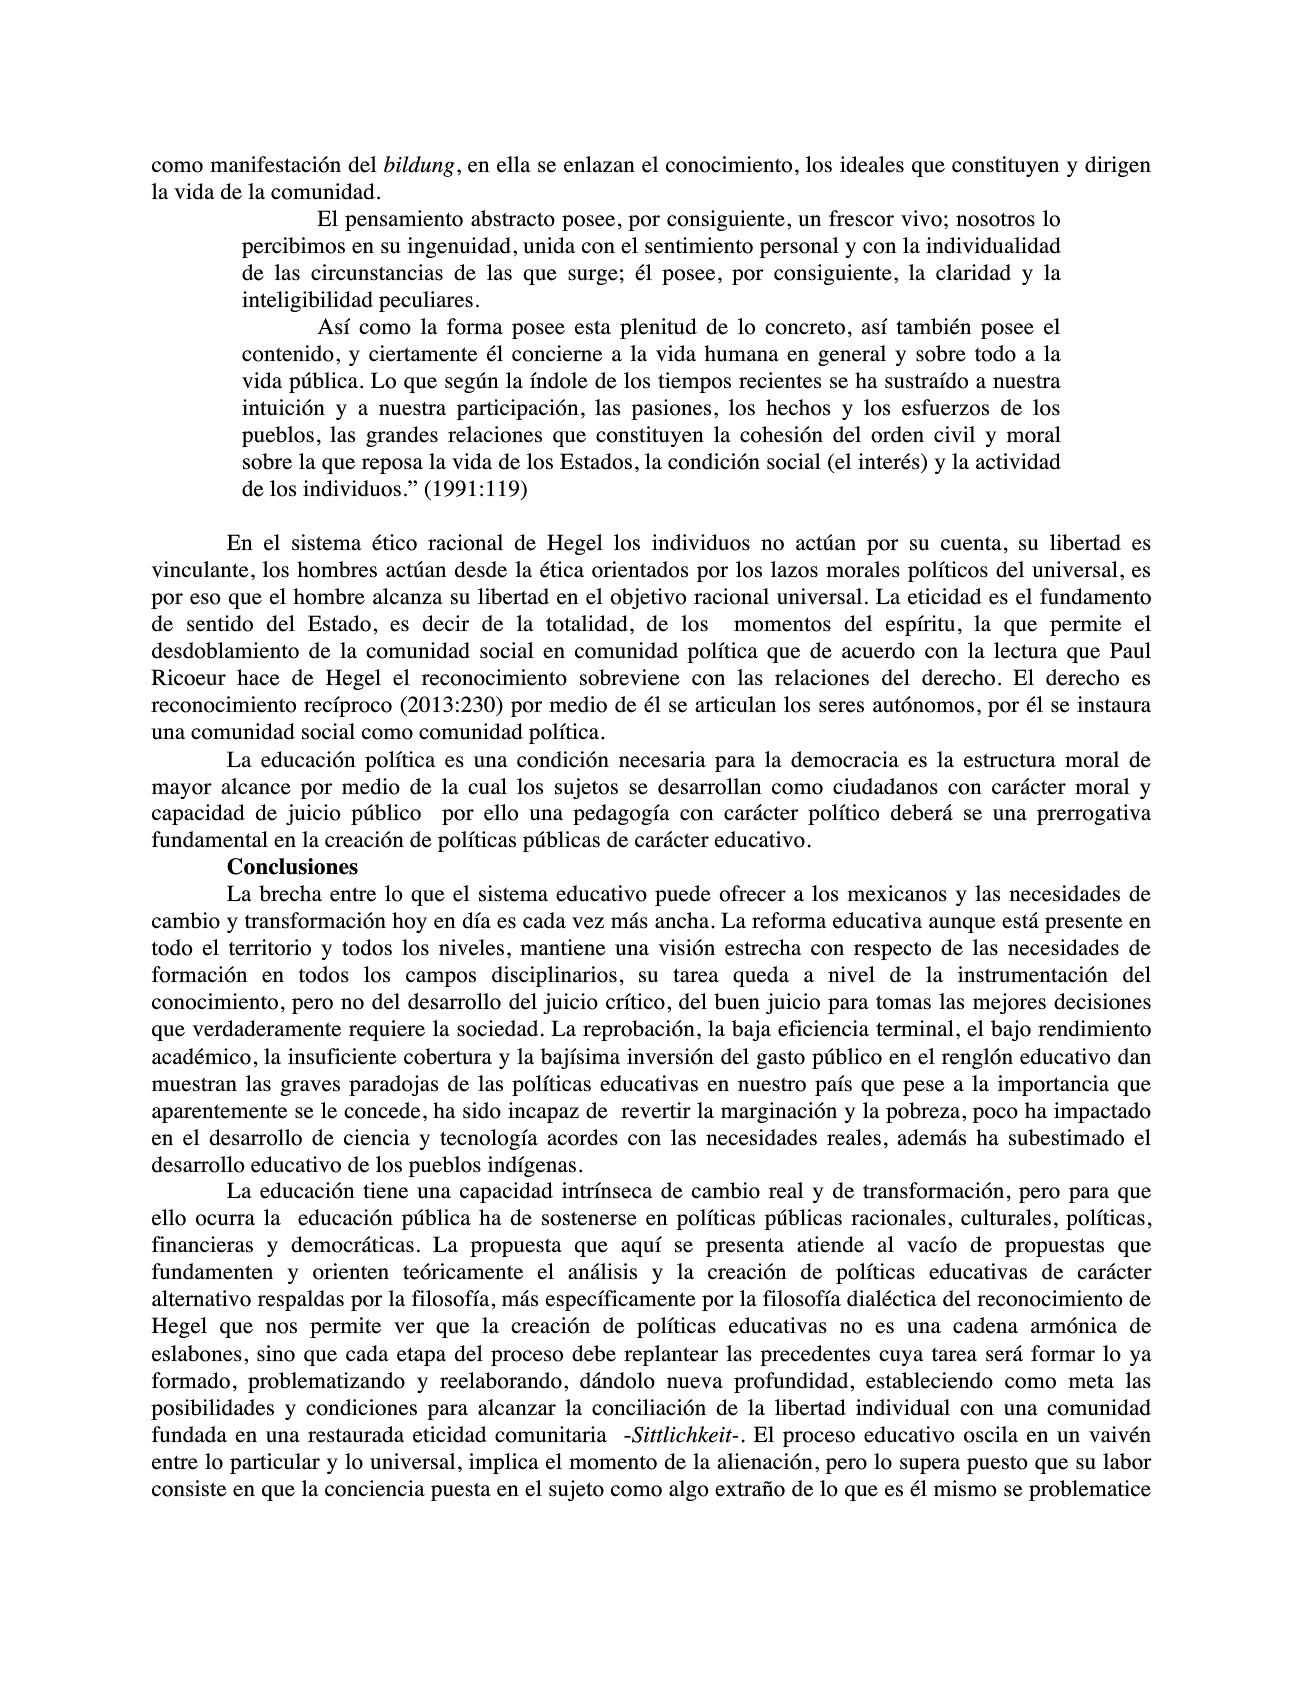 como manifestación del bildung, en ella se enlazan el conocimiento, los ideales que constituyen y dirigen
la vida de la comunidad.
El pensamiento abstracto posee, por consiguiente, un frescor vivo; nosotros lo
percibimos en su ingenuidad, unida con el sentimiento personal y con la individualidad
de las circunstancias de las que surge; él posee, por consiguiente, la claridad y la
inteligibilidad peculiares.
Así como la forma posee esta plenitud de lo concreto, así también posee el
contenido, y ciertamente él concierne a la vida humana en general y sobre todo a la
vida pública. Lo que según la índole de los tiempos recientes se ha sustraído a nuestra
intuición y a nuestra participación, las pasiones, los hechos y los esfuerzos de los
pueblos, las grandes relaciones que constituyen la cohesión del orden civil y moral
sobre la que reposa la vida de los Estados, la condición social (el interés) y la actividad
de los individuos.” (1991:119)
En el sistema ético racional de Hegel los individuos no actúan por su cuenta, su libertad es
vinculante, los hombres actúan desde la ética orientados por los lazos morales políticos del universal, es
por eso que el hombre alcanza su libertad en el objetivo racional universal. La eticidad es el fundamento
de sentido del Estado, es decir de la totalidad, de los  momentos del espíritu, la que permite el
desdoblamiento de la comunidad social en comunidad política que de acuerdo con la lectura que Paul
Ricoeur hace de Hegel el reconocimiento sobreviene con las relaciones del derecho. El derecho es
reconocimiento recíproco (2013:230) por medio de él se articulan los seres autónomos, por él se instaura
una comunidad social como comunidad política.
La educación política es una condición necesaria para la democracia es la estructura moral de
mayor alcance por medio de la cual los sujetos se desarrollan como ciudadanos con carácter moral y
capacidad de juicio público  por ello una pedagogía con carácter político deberá se una prerrogativa
fundamental en la creación de políticas públicas de carácter educativo.
Conclusiones
La brecha entre lo que el sistema educativo puede ofrecer a los mexicanos y las necesidades de
cambio y transformación hoy en día es cada vez más ancha. La reforma educativa aunque está presente en
todo el territorio y todos los niveles, mantiene una visión estrecha con respecto de las necesidades de
formación en todos los campos disciplinarios, su tarea queda a nivel de la instrumentación del
conocimiento, pero no del desarrollo del juicio crítico, del buen juicio para tomas las mejores decisiones
que verdaderamente requiere la sociedad. La reprobación, la baja eficiencia terminal, el bajo rendimiento
académico, la insuficiente cobertura y la bajísima inversión del gasto público en el renglón educativo dan
muestran las graves paradojas de las políticas educativas en nuestro país que pese a la importancia que
aparentemente se le concede, ha sido incapaz de  revertir la marginación y la pobreza, poco ha impactado
en el desarrollo de ciencia y tecnología acordes con las necesidades reales, además ha subestimado el
desarrollo educativo de los pueblos indígenas.
La educación tiene una capacidad intrínseca de cambio real y de transformación, pero para que
ello ocurra la  educación pública ha de sostenerse en políticas públicas racionales, culturales, políticas,
financieras y democráticas. La propuesta que aquí se presenta atiende al vacío de propuestas que
fundamenten y orienten teóricamente el análisis y la creación de políticas educativas de carácter
alternativo respaldas por la filosofía, más específicamente por la filosofía dialéctica del reconocimiento de
Hegel que nos permite ver que la creación de políticas educativas no es una cadena armónica de
eslabones, sino que cada etapa del proceso debe replantear las precedentes cuya tarea será formar lo ya
formado, problematizando y reelaborando, dándolo nueva profundidad, estableciendo como meta las
posibilidades y condiciones para alcanzar la conciliación de la libertad individual con una comunidad
fundada en una restaurada eticidad comunitaria  -Sittlichkeit-. El proceso educativo oscila en un vaivén
entre lo particular y lo universal, implica el momento de la alienación, pero lo supera puesto que su labor
consiste en que la conciencia puesta en el sujeto como algo extraño de lo que es él mismo se problematice